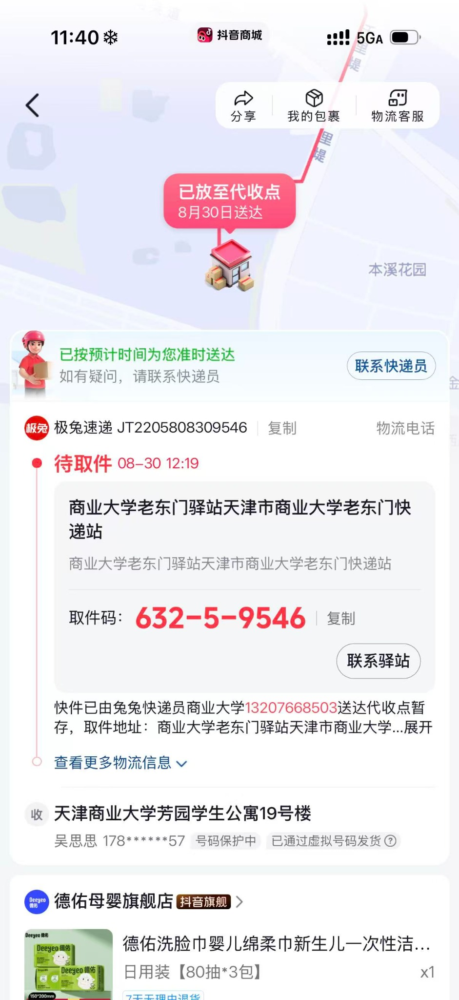 11:40
抖音商城
5GA
千里堤
分享
我的包裹
物流客服
里堤
已放至代收点
8月30日送达
本溪花园
已按预计时间为您准时送达
如有疑问，请联系快递员
联系快递员
金
极兔
极兔速递 JT2205808309546
复制
物流电话
待取件 08-30 12:19
商业大学老东门驿站天津市商业大学老东门快
递站
商业大学老东门驿站天津市商业大学老东门快递站
取件码： 632-5-9546
复制
联系驿站
快件已由兔兔快递员商业大学13207668503送达代收点暂
存，取件地址：商业大学老东门驿站天津市商业大学...展开
查看更多物流信息
收
天津商业大学芳园学生公寓19号楼
吴思思 178******57 号码保护中 已通过虚拟号码发货
Deeyeo
德佑
德佑母婴旗舰店 抖音旗舰
Deeyeo 德佑
Deeyeo 德佑
Deeyeo 德佑
150*200mm
德佑洗脸巾婴儿绵柔巾新生儿一次性洁...
日用装【80抽*3包】
x1
7天无理由退货